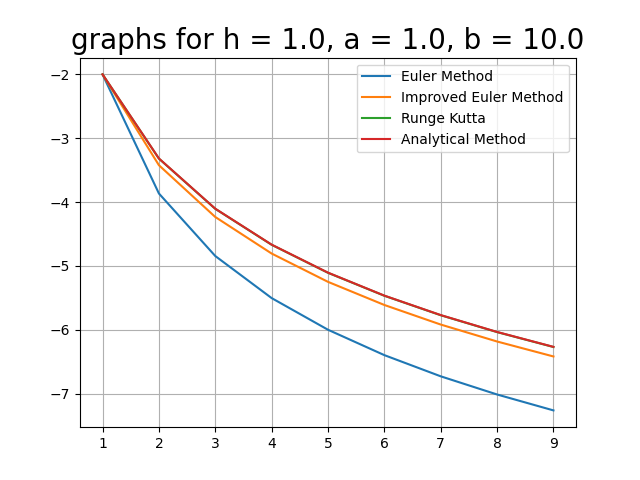 graphs for h = 1.0, a = 1.0, b = 10.0
Euler Method
Improved Euler Method
Runge Kutta
Analytical Method
−2
−3
−4
−5
−6
−7
1 2 3 4 5 6 7 8 9